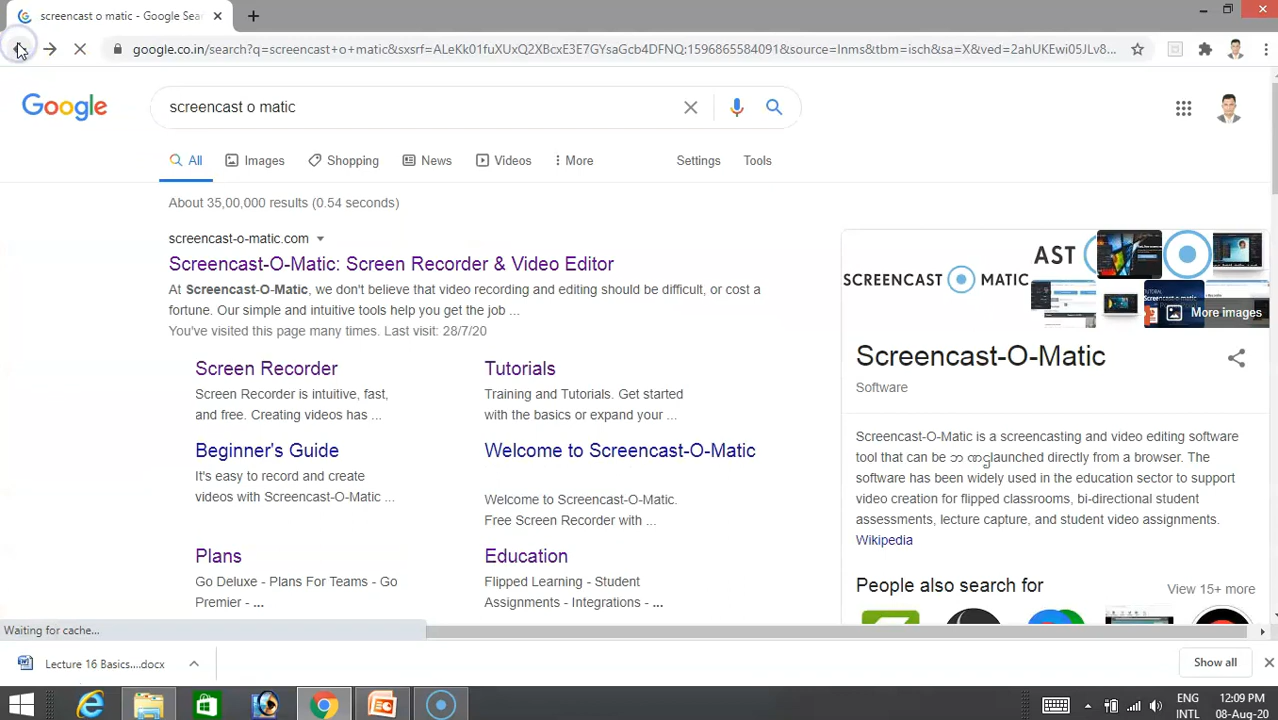 screencast o matic - Google Sea
google.co.in/search?q=screencast+o+matic&sxsrf=ALeKk01fuXUxQ2XBcxE3E7GYsaGcb4DFNQ:1596865584091&source=lnms&tbm=isch&sa=X&ved=2ahUKEwi05JLv8...
Google
screencast o matic
All Images Shopping News Videos More Settings Tools
About 35,00,000 results (0.54 seconds)
screencast-o-matic.com
Screencast-O-Matic: Screen Recorder & Video Editor
At Screencast-O-Matic, we don't believe that video recording and editing should be difficult, or cost a
fortune. Our simple and intuitive tools help you get the job ...
You've visited this page many times. Last visit: 28/7/20
Screen Recorder
Screen Recorder is intuitive, fast,
and free. Creating videos has ...
Tutorials
Training and Tutorials. Get started
with the basics or expand your ...
Beginner's Guide
It's easy to record and create
videos with Screencast-O-Matic ...
Welcome to Screencast-O-Matic
Welcome to Screencast-O-Matic.
Free Screen Recorder with ...
Plans
Go Deluxe - Plans For Teams - Go
Premier - ...
Education
Flipped Learning - Student
Assignments - Integrations - ...
SCREENCAST MATIC
AST
More images
Screencast-O-Matic
Software
Screencast-O-Matic is a screencasting and video editing software
tool that can be launched directly from a browser. The
software has been widely used in the education sector to support
video creation for flipped classrooms, bi-directional student
assessments, lecture capture, and student video assignments.
Wikipedia
People also search for
View 15+ more
Waiting for cache...
Lecture 16 Basics....docx
Show all
ENG
INTL
12:09 PM
08-Aug-20